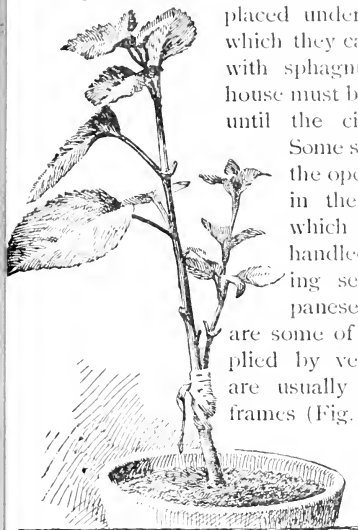 placed under
which they ca
with sphagn
house must b
until the ci
Some s
the ope
in the
which
handle
ing se
panese
are some of
plied by ve
are usually
frames (Fig.